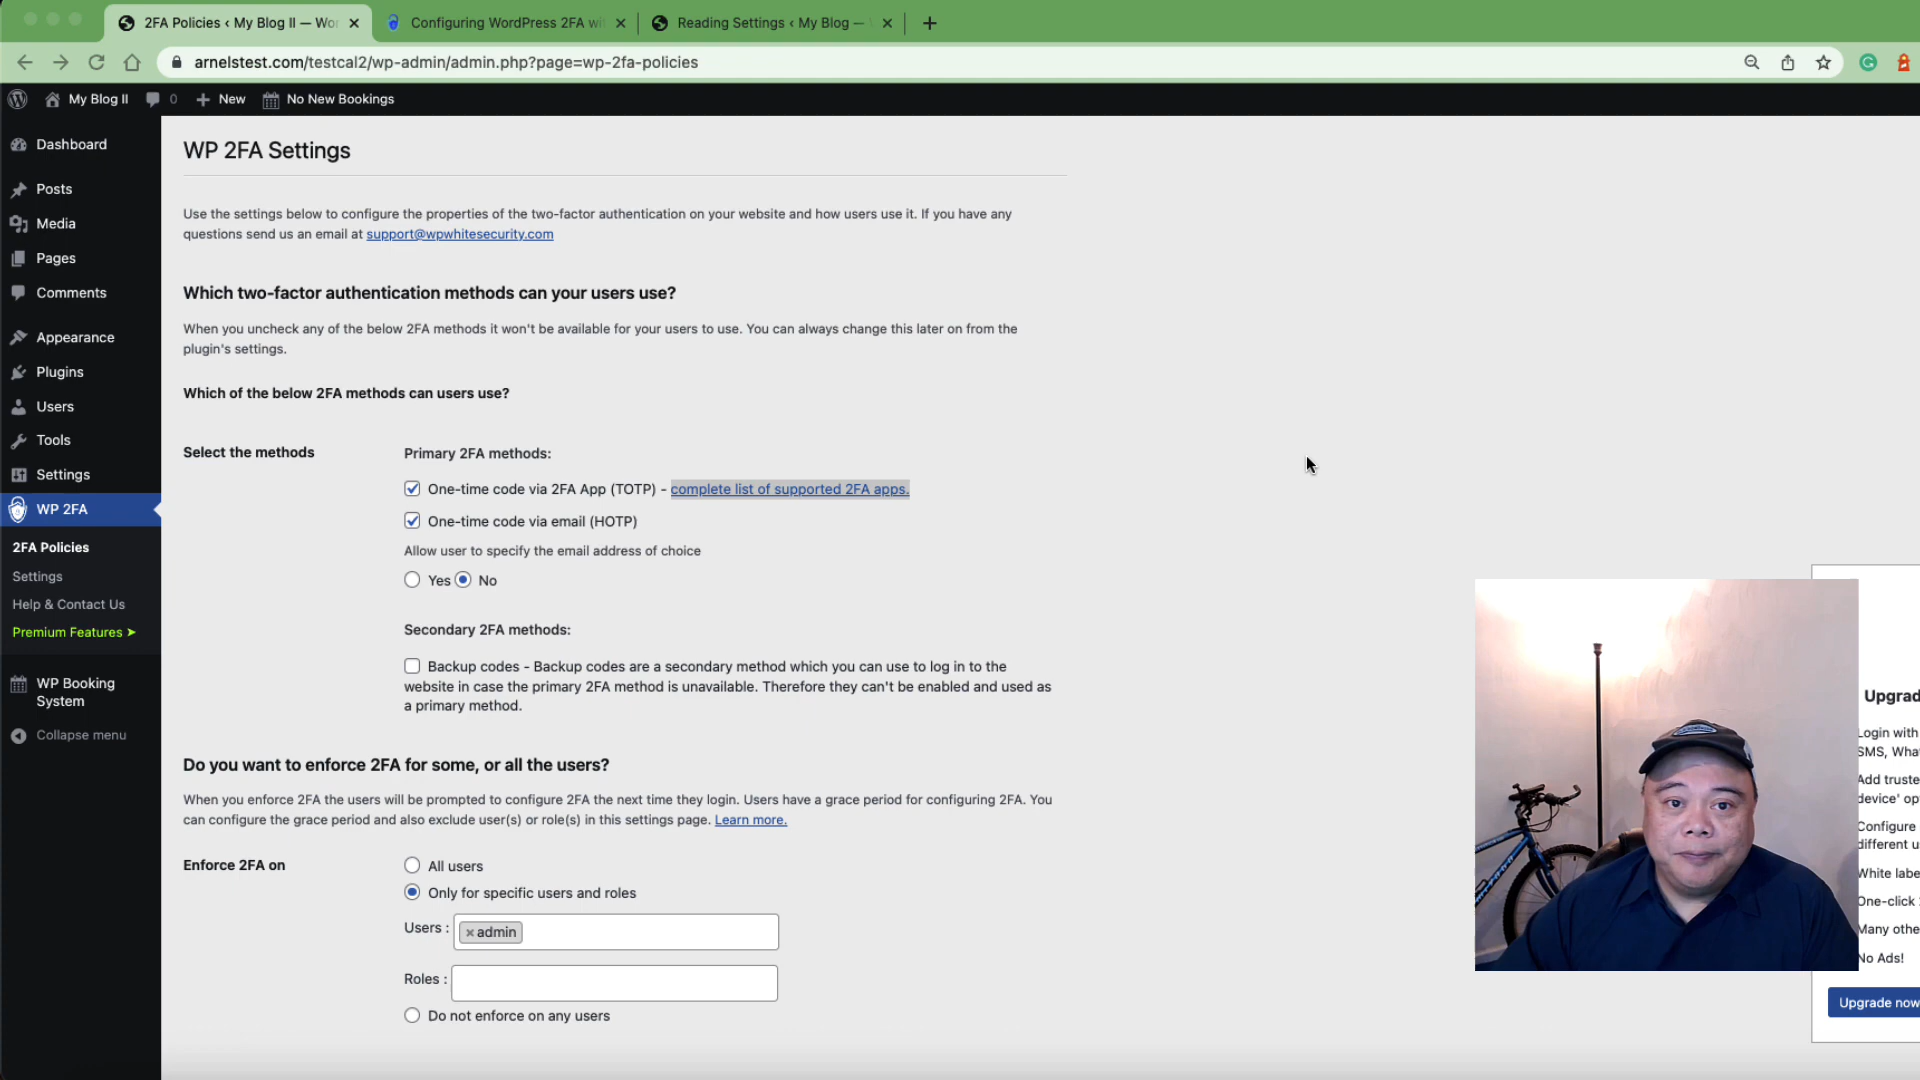 2FA Policies ‹ My Blog II — Wor
Configuring WordPress 2FA wi
Reading Settings ‹ My Blog —
arnelstest.com/testcal2/wp-admin/admin.php?page=wp-2fa-policies
My Blog II
0
New
No New Bookings
Dashboard
Posts
Media
Pages
Comments
Appearance
Plugins
Users
Tools
Settings
WP 2FA
2FA Policies
Settings
Help & Contact Us
Premium Features ➤
WP Booking
System
Collapse menu
WP 2FA Settings
Use the settings below to configure the properties of the two-factor authentication on your website and how users use it. If you have any
questions send us an email at support@wpwhitesecurity.com
Which two-factor authentication methods can your users use?
When you uncheck any of the below 2FA methods it won't be available for your users to use. You can always change this later on from the
plugin's settings.
Which of the below 2FA methods can users use?
Select the methods
Primary 2FA methods:
One-time code via 2FA App (TOTP) - complete list of supported 2FA apps.
One-time code via email (HOTP)
Allow user to specify the email address of choice
Yes No
Secondary 2FA methods:
Backup codes - Backup codes are a secondary method which you can use to log in to the
website in case the primary 2FA method is unavailable. Therefore they can't be enabled and used as
a primary method.
Do you want to enforce 2FA for some, or all the users?
When you enforce 2FA the users will be prompted to configure 2FA the next time they login. Users have a grace period for configuring 2FA. You
can configure the grace period and also exclude user(s) or role(s) in this settings page. Learn more.
Enforce 2FA on
All users
Only for specific users and roles
Users : × admin
Roles :
Do not enforce on any users
Upgrad
Login with
SMS, Wha
Add truste
device' op
Configure
different u
White labe
One-click
Many othe
No Ads!
Upgrade now